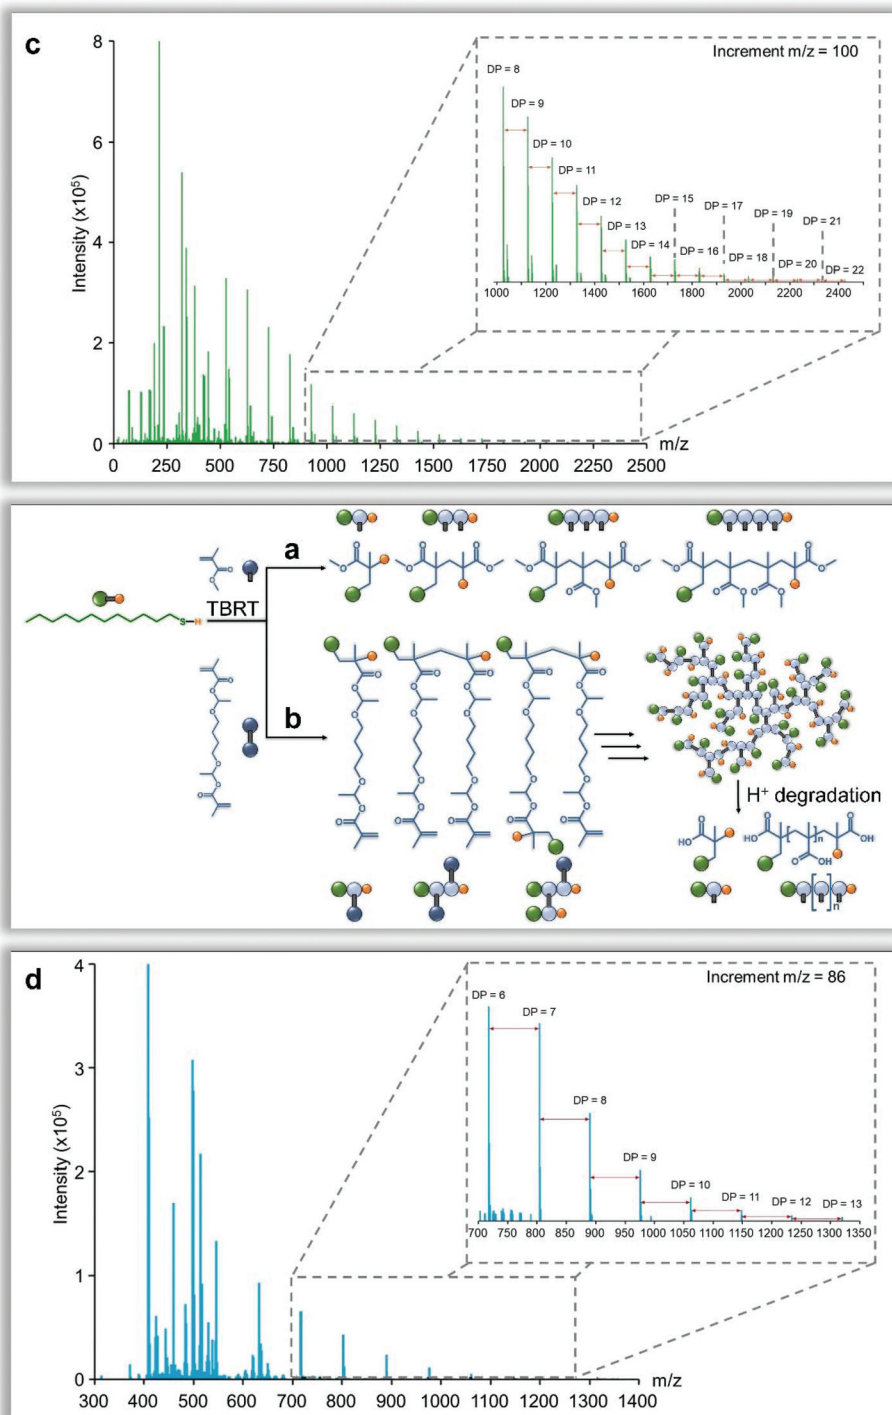 c
Intensity (x10⁵)
8
6
4
2
0
0 250 500 750 1000 1250 1500 1750 2000 2250 2500
m/z
Increment m/z = 100
DP = 8
DP = 9
DP = 10
DP = 11
DP = 12
DP = 13
DP = 14
DP = 15
DP = 16
DP = 17
DP = 18
DP = 19
DP = 20
DP = 21
DP = 22
1000 1200 1400 1600 1800 2000 2200 2400
a
TBRT
S–H
b
H⁺ degradation
HO
O
HO
O
O
OH
n
O
OH
n
d
Intensity (x10⁵)
4
3
2
1
0
300 400 500 600 700 800 900 1000 1100 1200 1300 1400
m/z
Increment m/z = 86
DP = 6
DP = 7
DP = 8
DP = 9
DP = 10
DP = 11
DP = 12
DP = 13
700 750 800 850 900 950 1000 1050 1100 1150 1200 1250 1300 1350